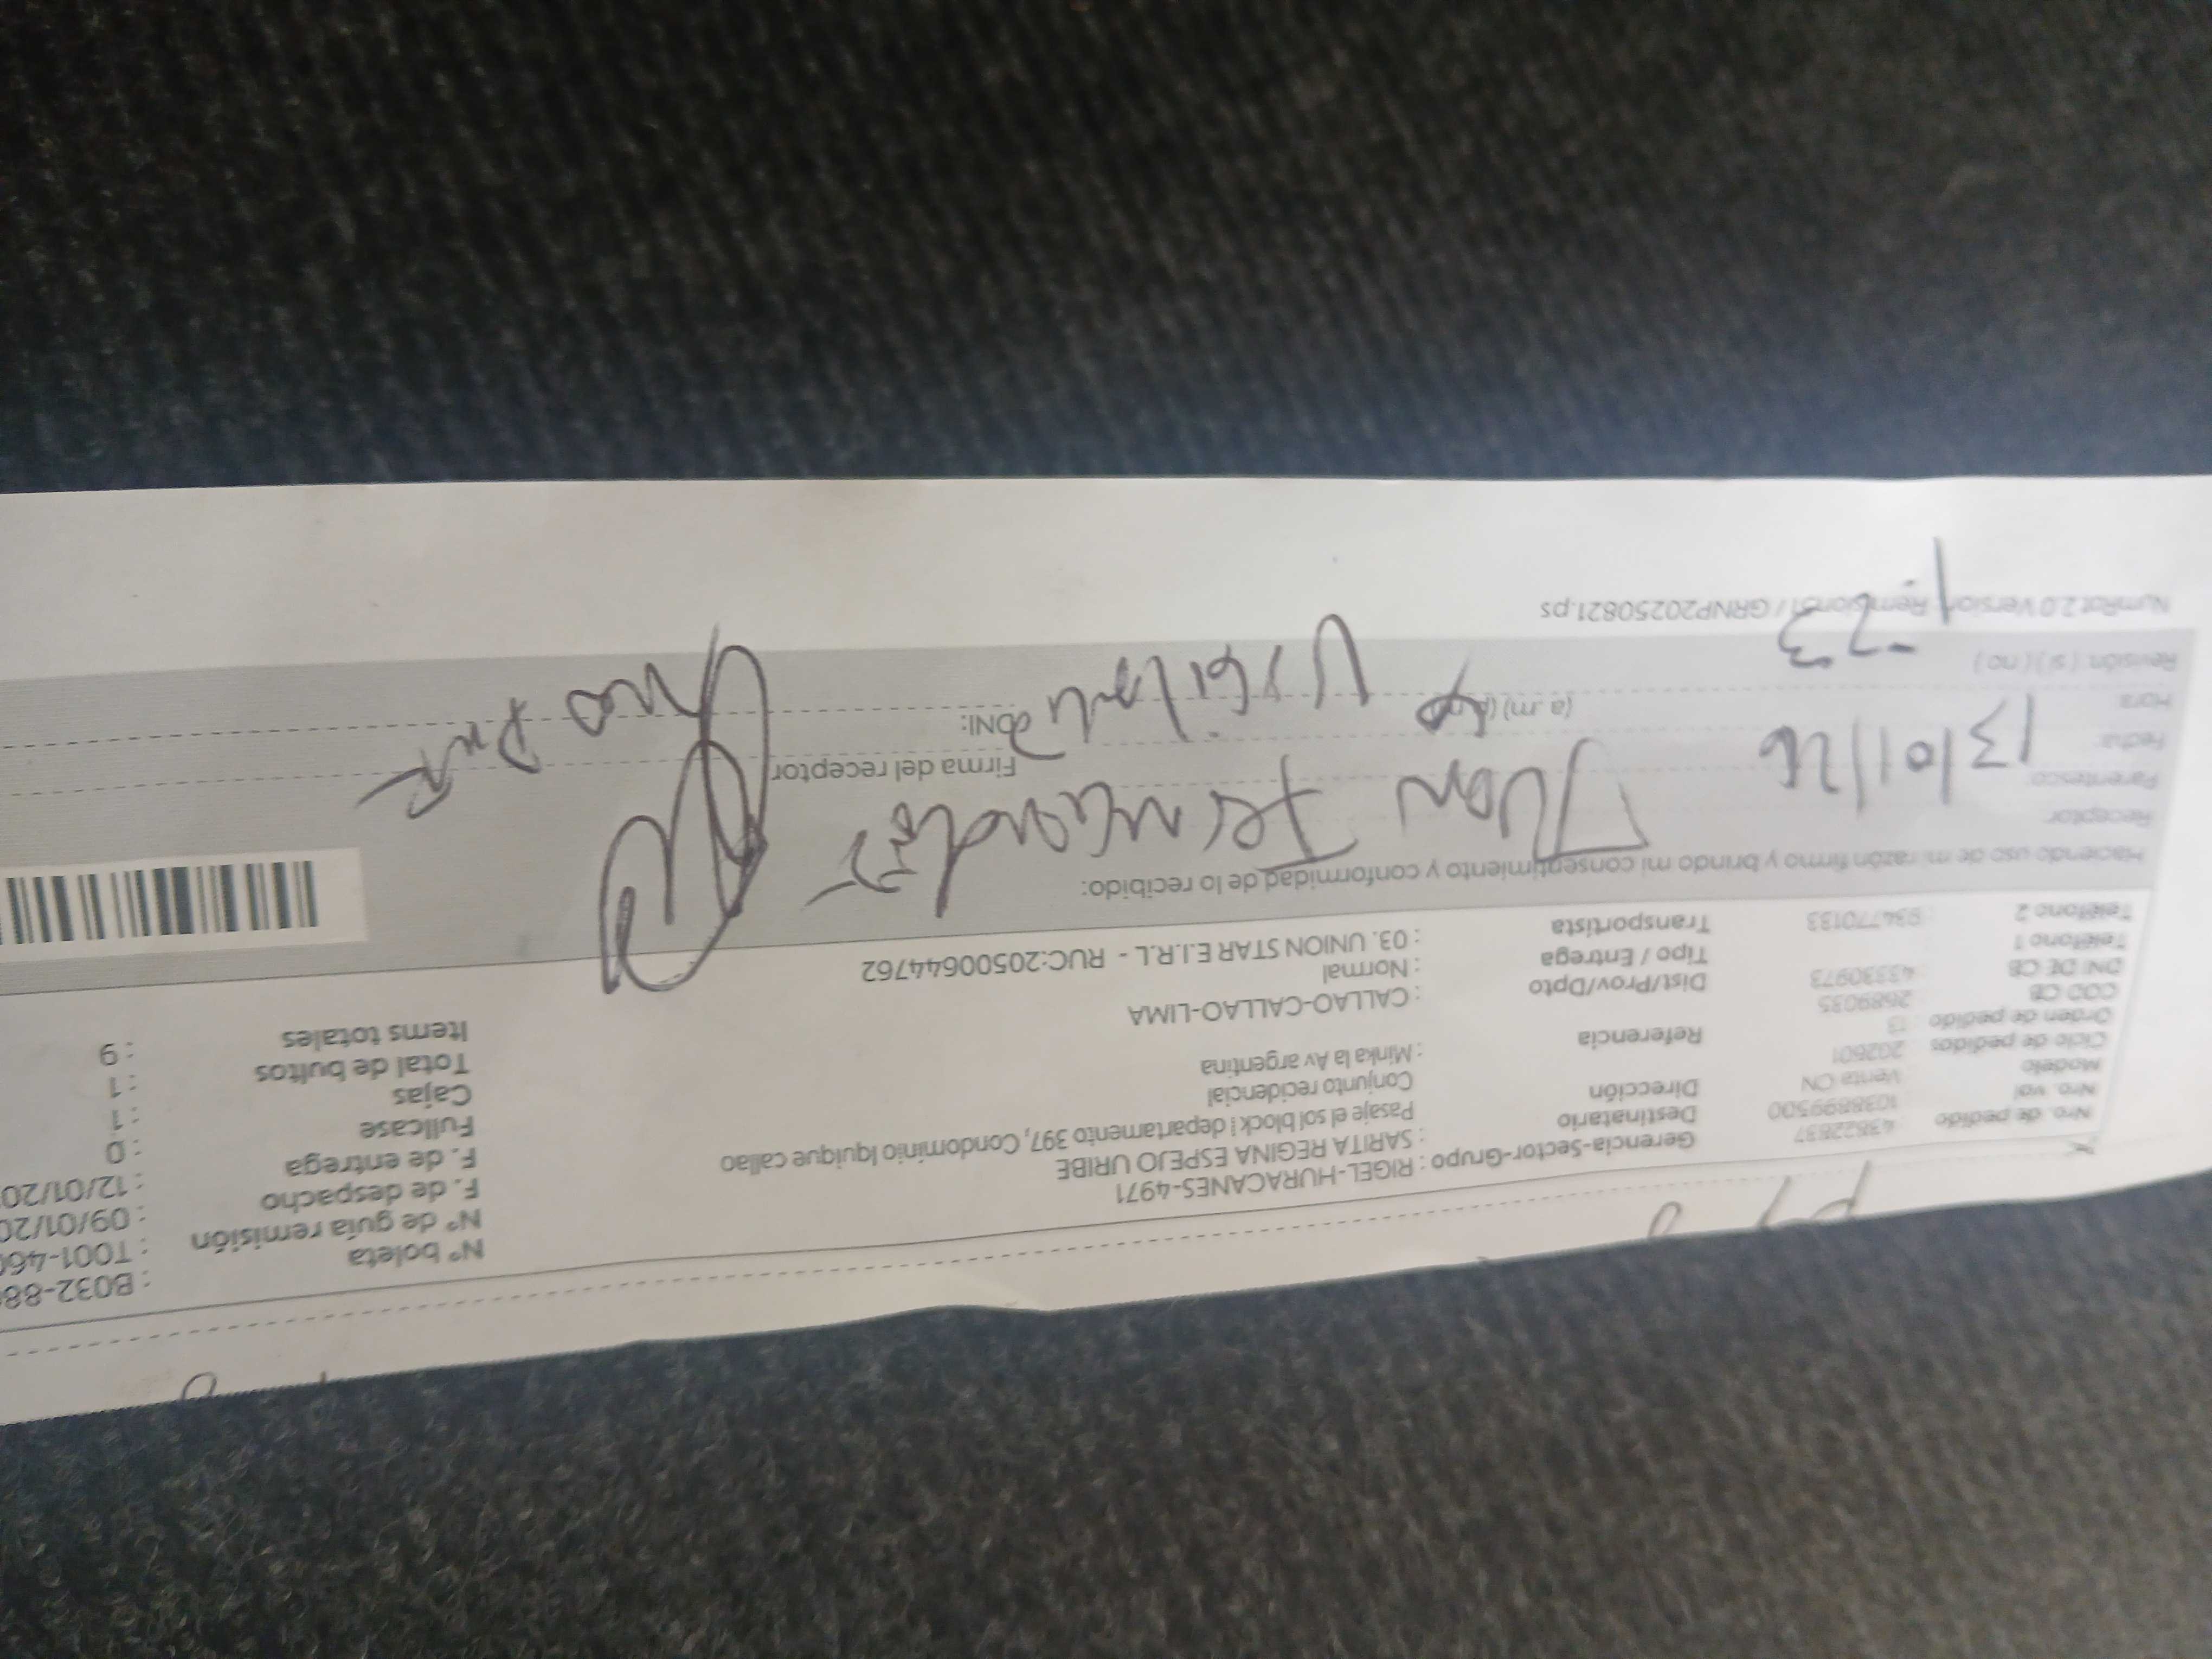 Gerencia-Sector-Grupo : RIGEL-HURACANES-4971
Nro. de pedido 43822637
Nro. val 1038899500
Modelo Venta CN
Ciclo de pedidos 202601
Orden de pedido 13
COD CB 2689035
DNI DE CB 43330973
Teléfono 1
Teléfono 2 934770133
Destinatario : SARITA REGINA ESPEJO URIBE
Dirección Pasaje el sol block I departamento 397, Condominio Iquique callao
Conjunto recidencial
Referencia : Minka la Av argentina
Dist/Prov/Dpto : CALLAO-CALLAO-LIMA
Tipo / Entrega : Normal
Transportista : 03. UNION STAR E.I.R.L - RUC:20500644762
N° boleta : B032-88
N° de guía remisión : T001-46
F. de despacho : 09/01/20
F. de entrega : 12/01/20
Fullcase : 0
Cajas : 1
Total de bultos : 1
Items totales : 9
Haciendo uso de mi razón firmo y brindo mi consentimiento y conformidad de lo recibido:
Receptor:
Parentesco:
Fecha: 13/01/26
Hora: (a .m) (p.m)
Revisión ( si ) ( no )
Firma del receptor
DNI:
NumRot 2.0 Version Remision51 / GRNP20250821.ps